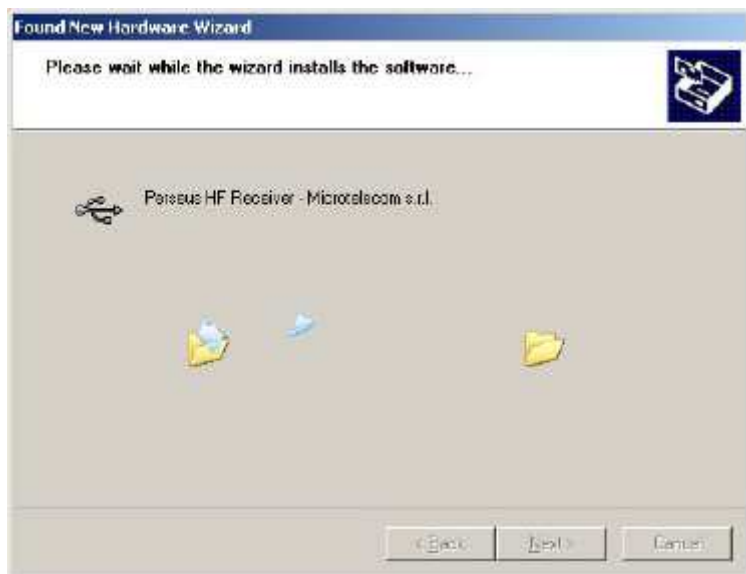 Found New Hardware Wizard
Please wait while the wizard installs the software...
Perseus HF Receiver - Microtelecom s.r.l.
< Back
Next >
Cancel